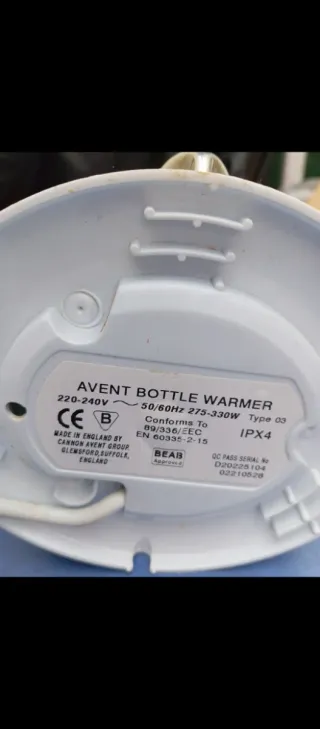 AVENT BOTTLE WARMER
220-240V ~ 50/60Hz 275-330W Type 03
CE B
Conforms To
89/336/EEC
EN 60335-2-15
IPX4
MADE IN ENGLAND BY
CANNON AVENT GROUP,
GLEMSFORD, SUFFOLK,
ENGLAND
BEAB
Approved
QC PASS SERIAL No
D20225104
02210528